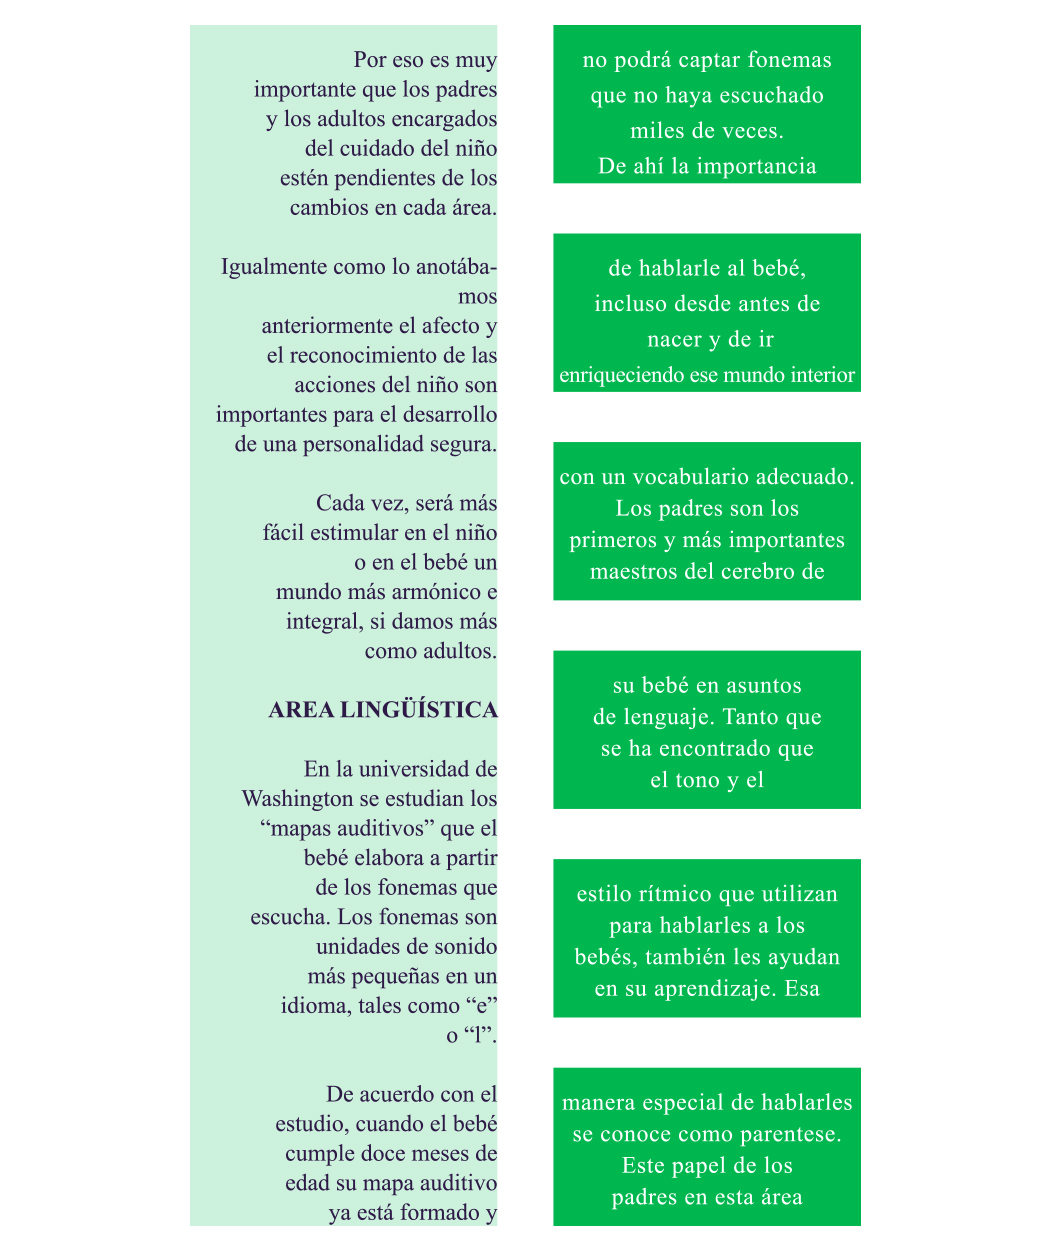 Por eso es muy
importante que los padres
y los adultos encargados
del cuidado del niño
estén pendientes de los
cambios en cada área.
Igualmente como lo anotába-
mos
anteriormente el afecto y
el reconocimiento de las
acciones del niño son
importantes para el desarrollo
de una personalidad segura.
Cada vez, será más
fácil estimular en el niño
o en el bebé un
mundo más armónico e
integral, si damos más
como adultos.
AREA LINGÜÍSTICA
En la universidad de
Washington se estudian los
“mapas auditivos” que el
bebé elabora a partir
de los fonemas que
escucha. Los fonemas son
unidades de sonido
más pequeñas en un
idioma, tales como “e”
o “l”.
De acuerdo con el
estudio, cuando el bebé
cumple doce meses de
edad su mapa auditivo
ya está formado y
no podrá captar fonemas
que no haya escuchado
miles de veces.
De ahí la importancia
de hablarle al bebé,
incluso desde antes de
nacer y de ir
enriqueciendo ese mundo interior
con un vocabulario adecuado.
Los padres son los
primeros y más importantes
maestros del cerebro de
su bebé en asuntos
de lenguaje. Tanto que
se ha encontrado que
el tono y el
estilo rítmico que utilizan
para hablarles a los
bebés, también les ayudan
en su aprendizaje. Esa
manera especial de hablarles
se conoce como parentese.
Este papel de los
padres en esta área